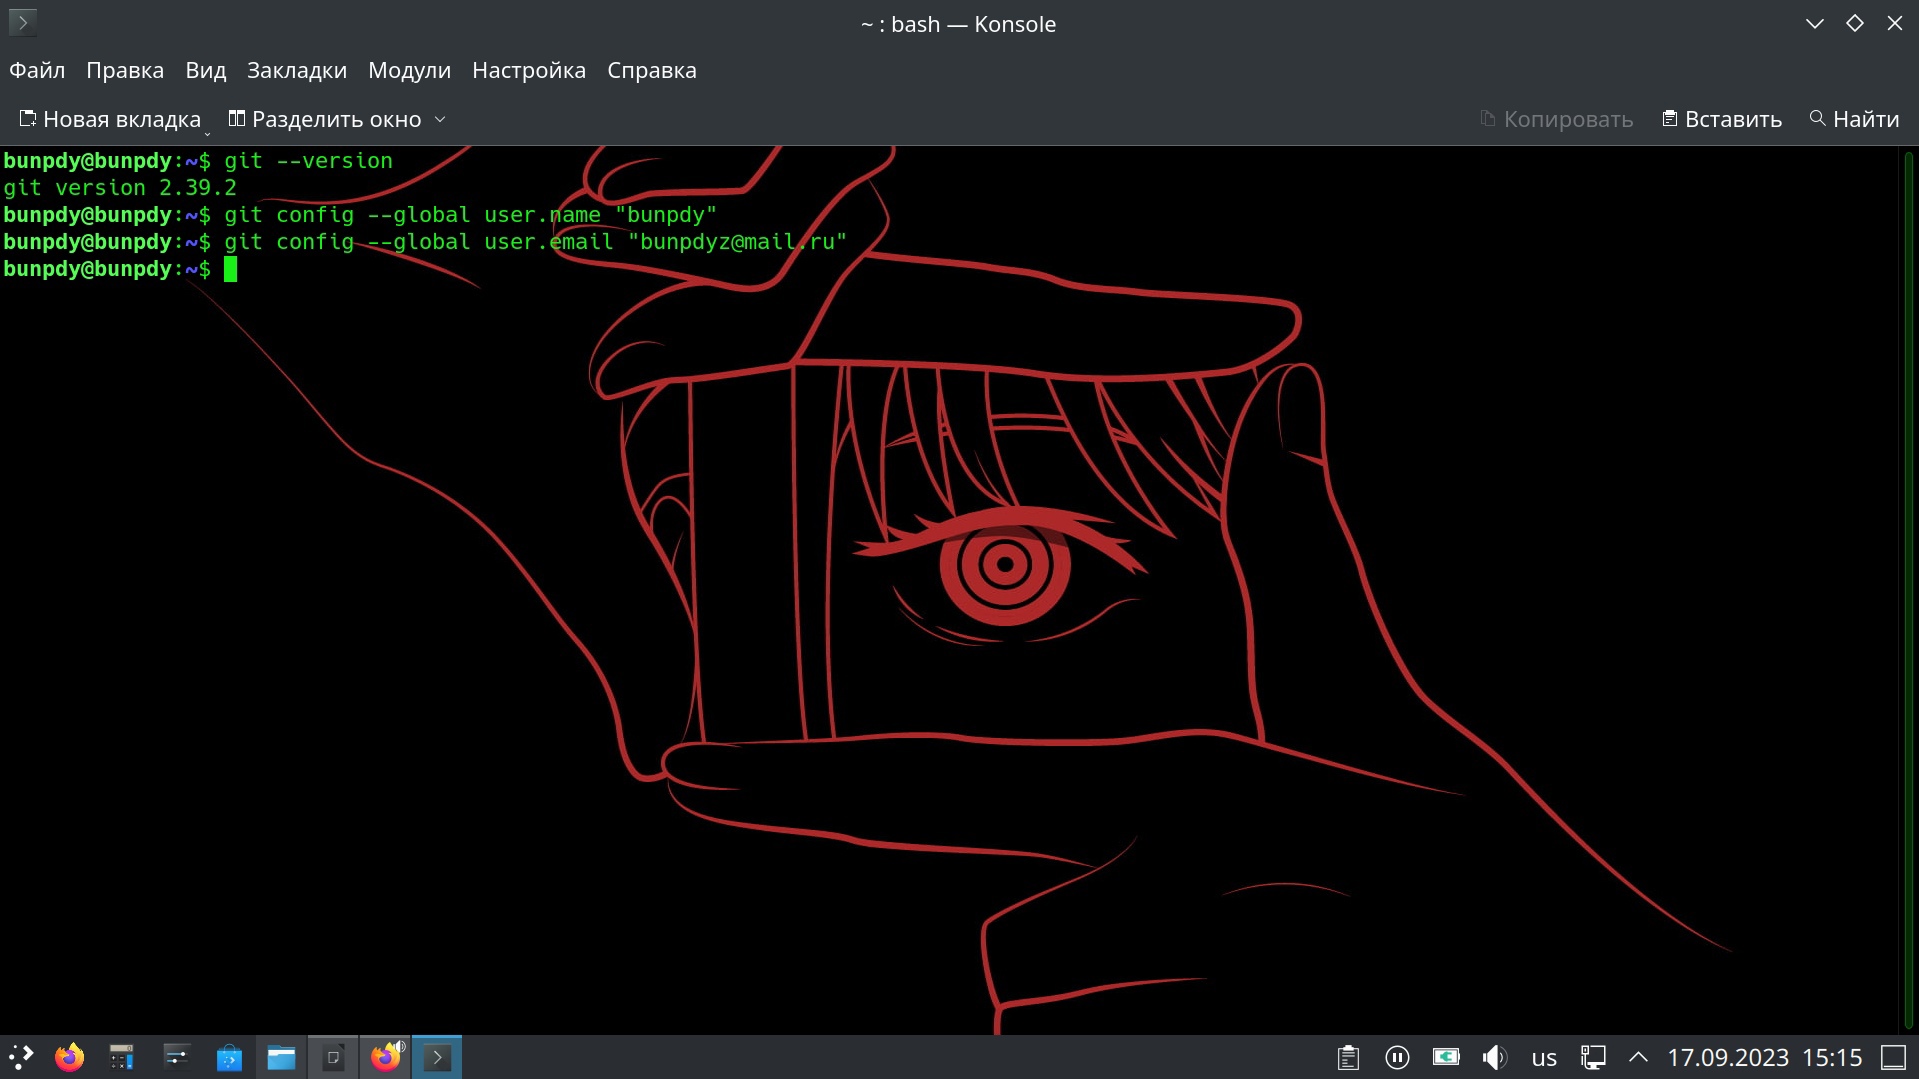 ~ : bash — Konsole
Файл Правка Вид Закладки Модули Настройка Справка
Новая вкладка Разделить окно Копировать Вставить Найти
bunpdy@bunpdy:~$ git --version
git version 2.39.2
bunpdy@bunpdy:~$ git config --global user.name "bunpdy"
bunpdy@bunpdy:~$ git config --global user.email "bunpdyz@mail.ru"
bunpdy@bunpdy:~$
us 17.09.2023 15:15